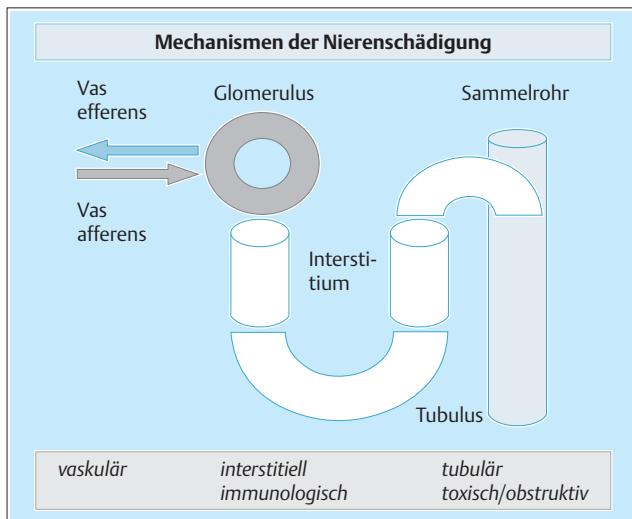 Mechanismen der Nierenschädigung
Vas
efferens
Glomerulus
Sammelrohr
Vas
afferens
Intersti-
tium
Tubulus
vaskulär
interstitiell
immunologisch
tubulär
toxisch/obstruktiv